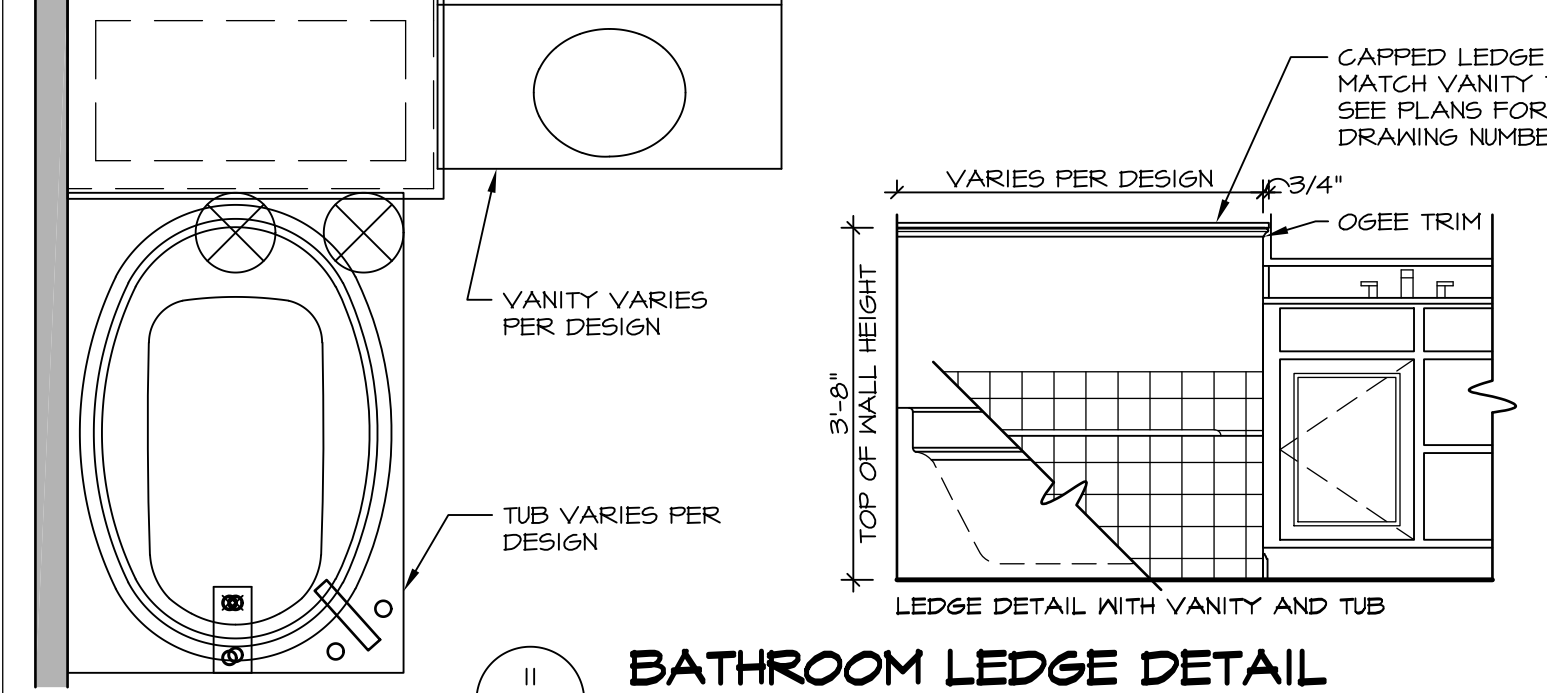 CAPPED LEDGE
MATCH VANITY
SEE PLANS FOR
DRAWING NUMBE
VARIES PER DESIGN
3/4"
OGEE TRIM
VANITY VARIES
PER DESIGN
3'-8"
TOP OF WALL HEIGHT
TUB VARIES PER
DESIGN
LEDGE DETAIL WITH VANITY AND TUB
11
BATHROOM LEDGE DETAIL